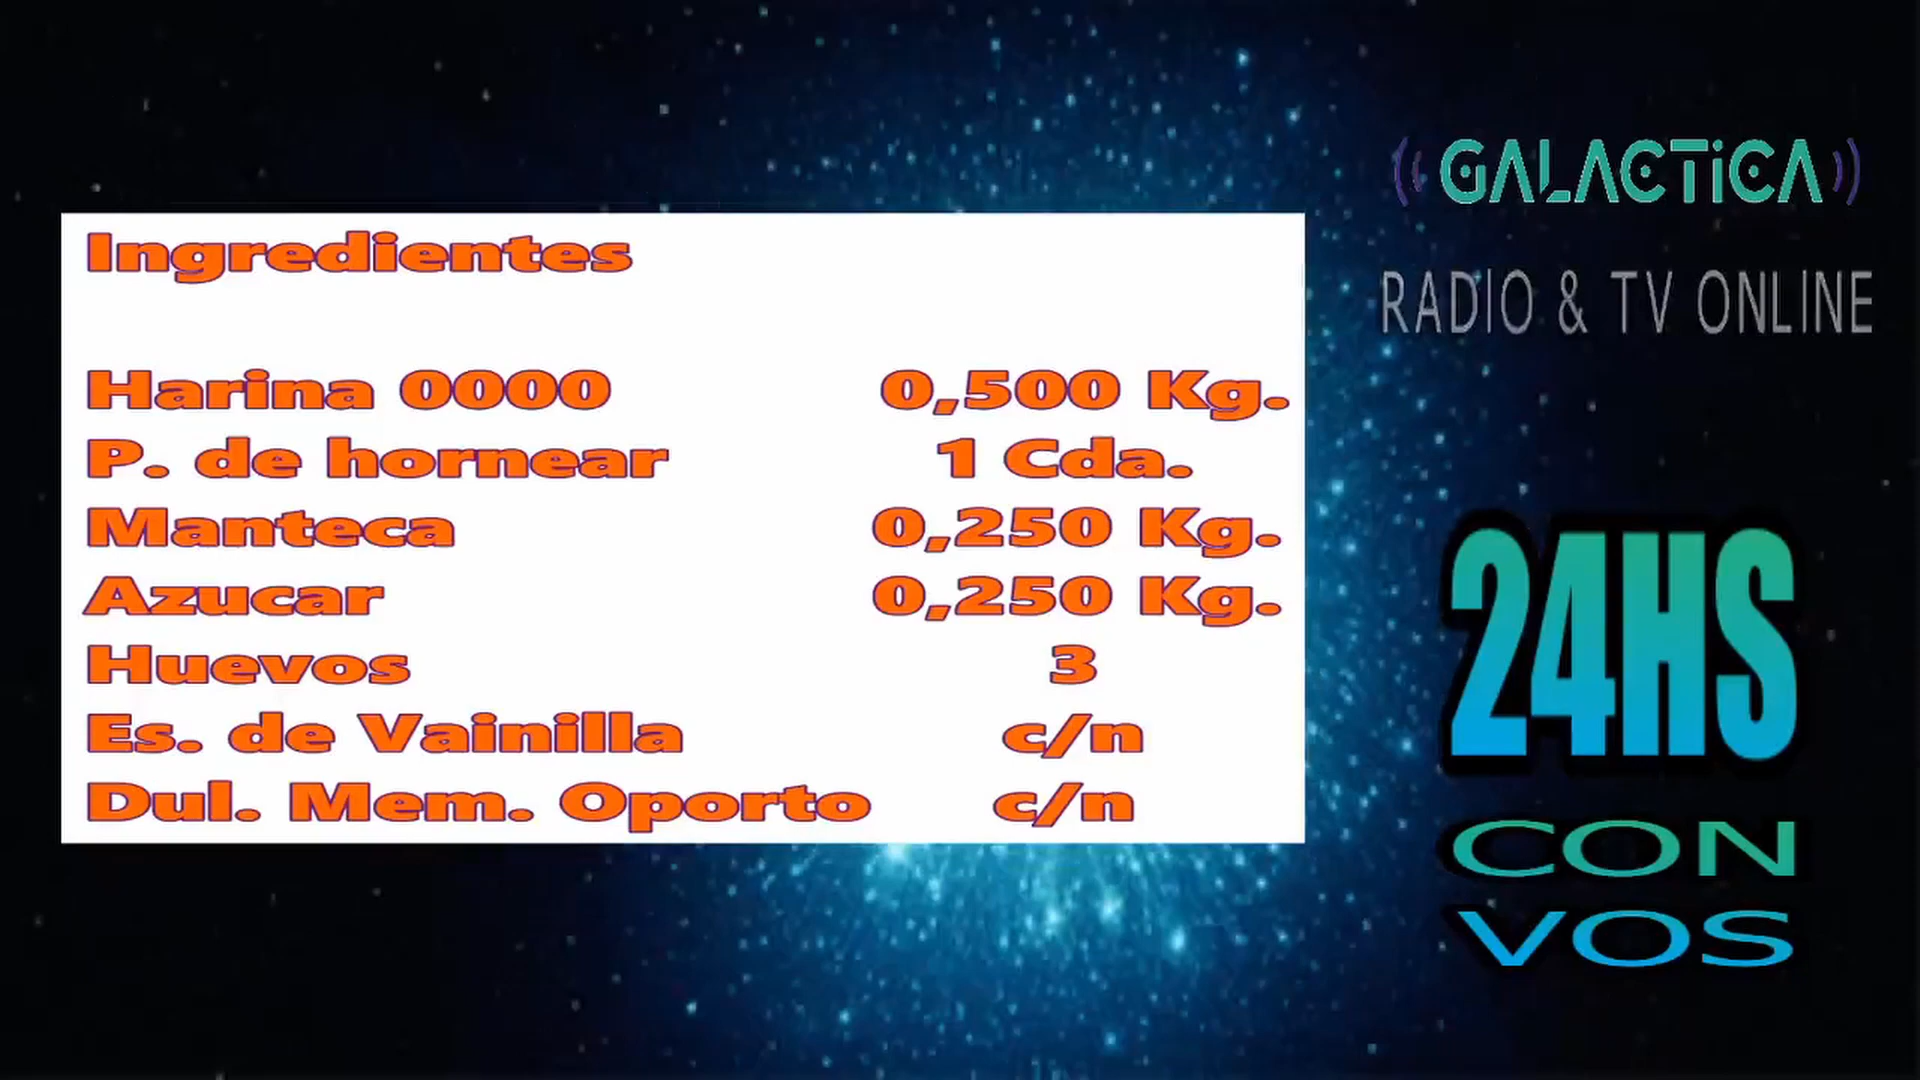 Ingredientes
Harina 0000 0,500 Kg.
P. de hornear 1 Cda.
Manteca 0,250 Kg.
Azucar 0,250 Kg.
Huevos 3
Es. de Vainilla c/n
Dul. Mem. Oporto c/n
GALACTiCA
RADIO & TV ONLINE
24HS
CON
VOS